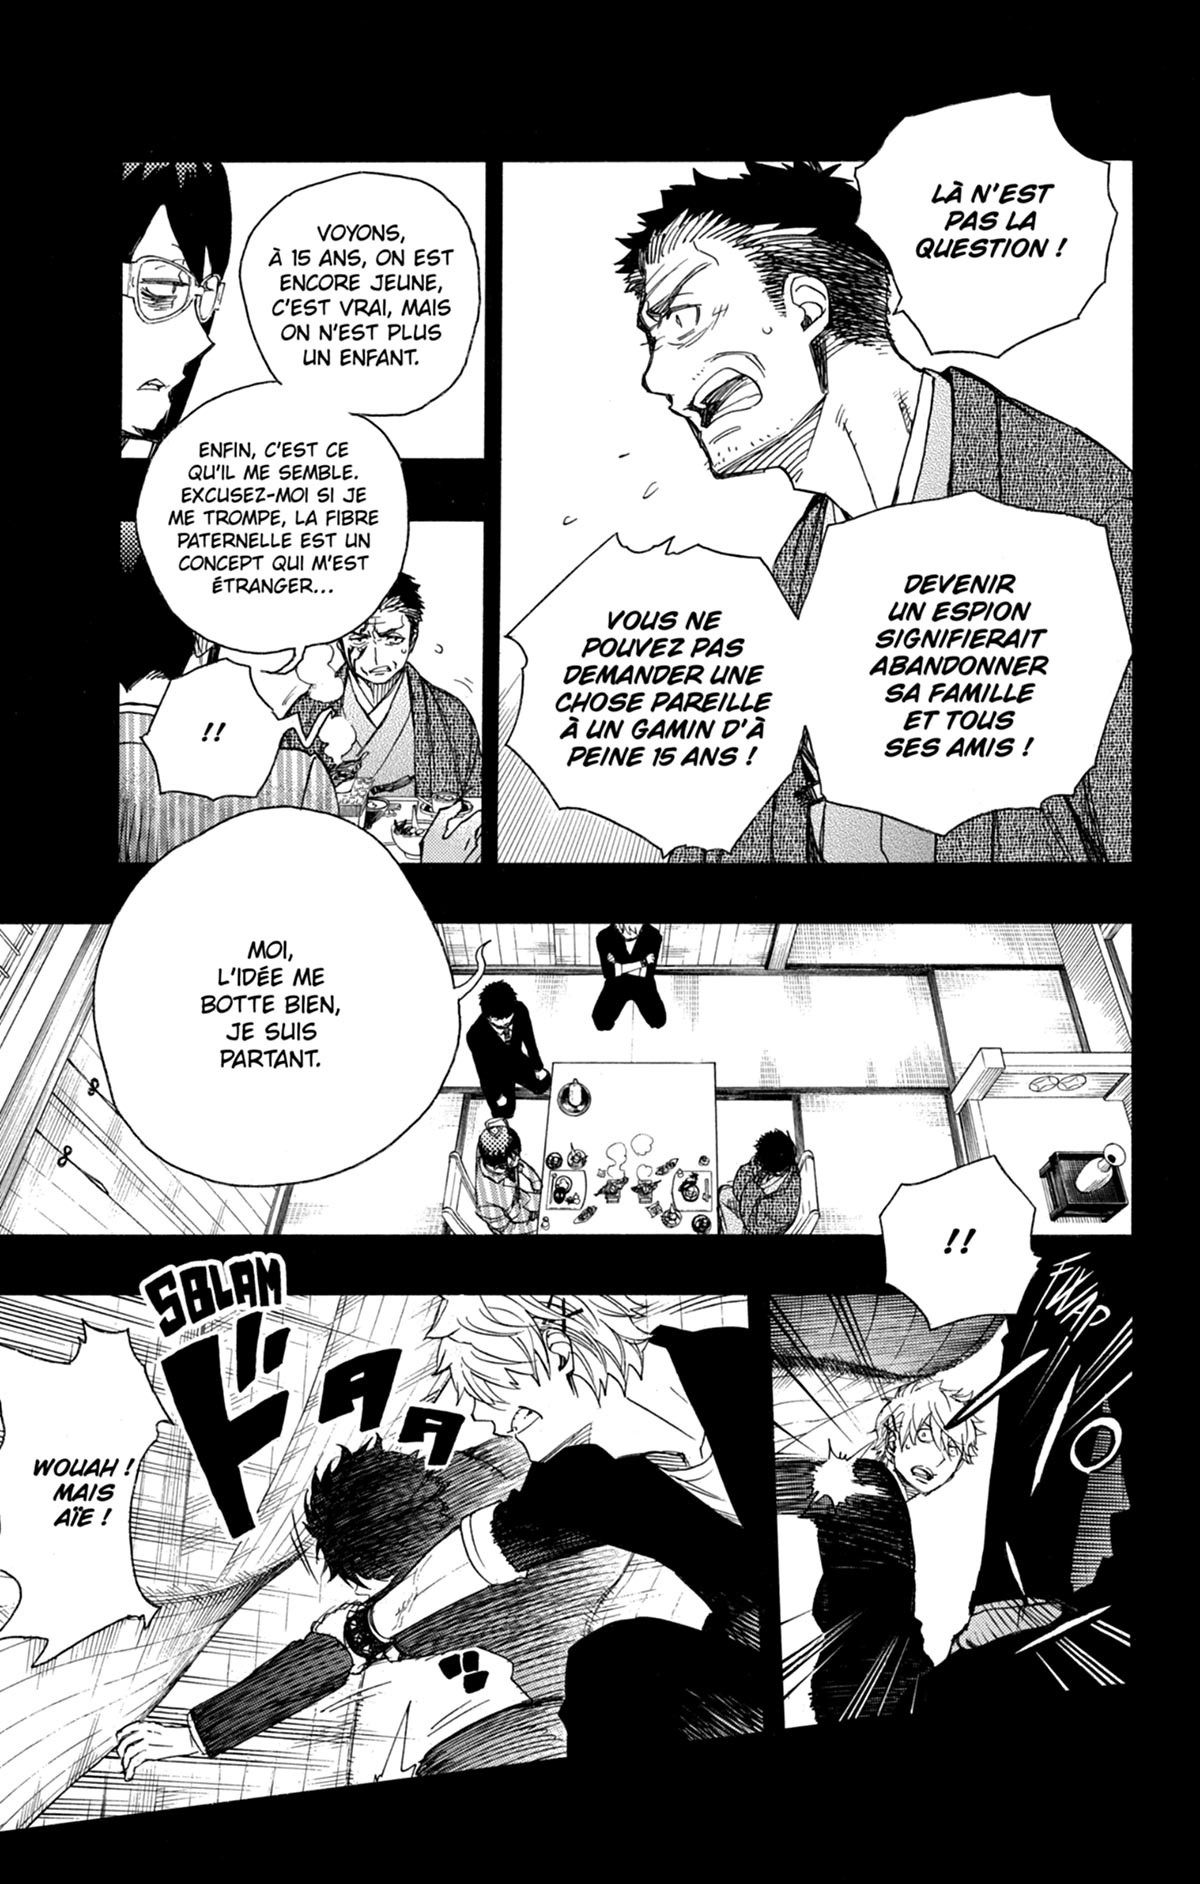 LÀ N'EST
PAS LA
QUESTION !
DEVENIR
UN ESPION
SIGNIFIERAIT
ABANDONNER
SA FAMILLE
ET TOUS
SES AMIS !
VOUS NE
POUVEZ PAS
DEMANDER UNE
CHOSE PAREILLE
À UN GAMIN D'À
PEINE 15 ANS !
VOYONS,
À 15 ANS, ON EST
ENCORE JEUNE,
C'EST VRAI, MAIS
ON N'EST PLUS
UN ENFANT.
ENFIN, C'EST CE
QU'IL ME SEMBLE.
EXCUSEZ-MOI SI JE
ME TROMPE, LA FIBRE
PATERNELLE EST UN
CONCEPT QUI M'EST
ÉTRANGER...
!!
MOI,
L'IDÉE ME
BOTTE BIEN,
JE SUIS
PARTANT.
!!
FWAP
SBLAM
ドアアッ
WOUAH !
MAIS
AÏE !